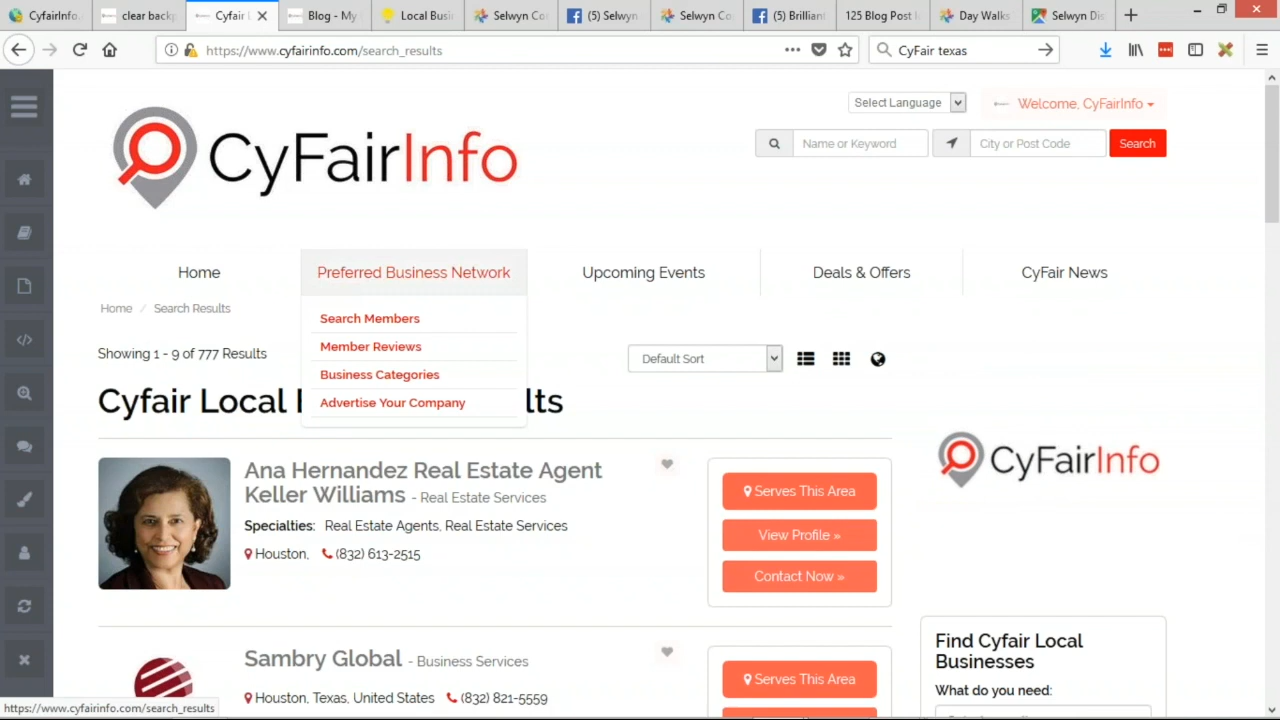 CyfairInfo.
clear backg
Cyfair L
Blog - My
Local Busi
Selwyn Co
(5) Selwyn
Selwyn Co
(5) Brilliant
125 Blog Post I
Day Walks
Selwyn Dis
https://www.cyfairinfo.com/search_results
CyFair texas
Select Language
Welcome, CyFairInfo
CyFairInfo
Name or Keyword
City or Post Code
Search
Home
Preferred Business Network
Upcoming Events
Deals & Offers
CyFair News
Home / Search Results
Search Members
Member Reviews
Business Categories
Advertise Your Company
Showing 1 - 9 of 777 Results
Default Sort
Cyfair Local
lts
Ana Hernandez Real Estate Agent
Keller Williams - Real Estate Services
Specialties: Real Estate Agents, Real Estate Services
Houston, (832) 613-2515
Serves This Area
View Profile »
Contact Now »
CyFairInfo
Sambry Global - Business Services
Houston, Texas, United States (832) 821-5559
Serves This Area
Find Cyfair Local
Businesses
What do you need:
https://www.cyfairinfo.com/search_results